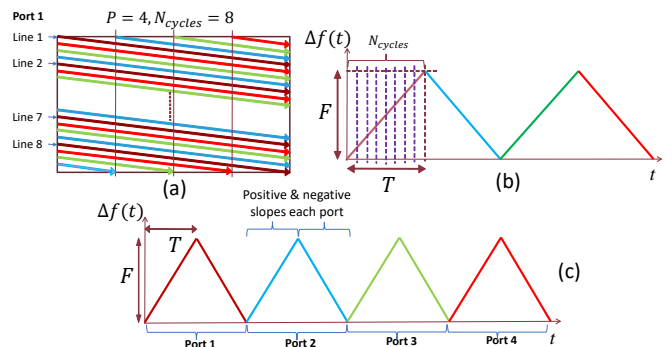 Port 1
P = 4, N_cycles = 8
Line 1
Line 2
Line 7
Line 8
(a)
Δf(t)
N_cycles
F
T
t
(b)
Positive & negative
slopes each port
Δf(t)
T
F
(c)
t
Port 1
Port 2
Port 3
Port 4